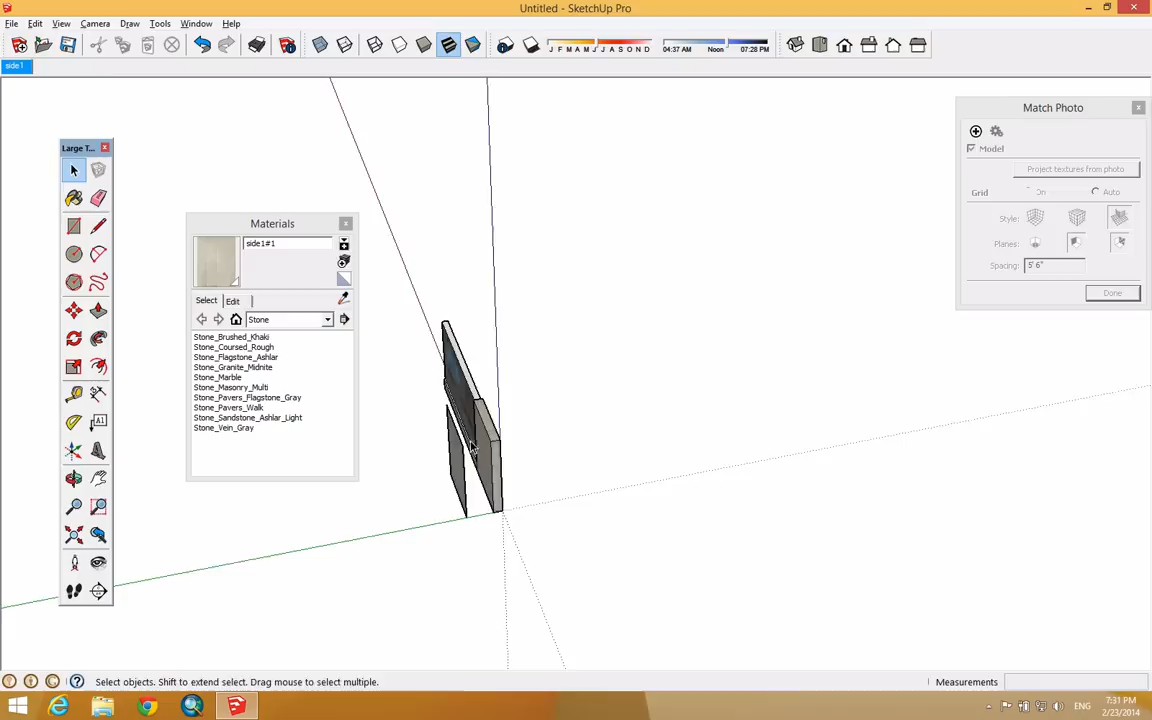 Untitled - SketchUp Pro
File Edit View Camera Draw Tools Window Help
J F M A M J J A S O N D
04:37 AM Noon 07:28 PM
side1
Large T...
Materials
side1#1
Select Edit
Stone
Stone_Brushed_Khaki
Stone_Coursed_Rough
Stone_Flagstone_Ashlar
Stone_Granite_Midnite
Stone_Marble
Stone_Masonry_Multi
Stone_Pavers_Flagstone_Gray
Stone_Pavers_Walk
Stone_Sandstone_Ashlar_Light
Stone_Vein_Gray
Match Photo
Model
Project textures from photo
Grid On Auto
Style:
Planes:
Spacing: 5' 6"
Done
A1
Select objects. Shift to extend select. Drag mouse to select multiple.
Measurements
ENG
7:31 PM
2/23/2014